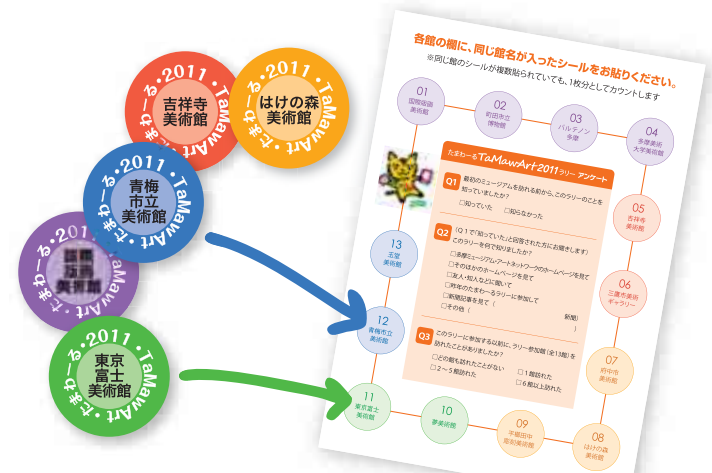 TaMawArt・たまわーる・2011・
吉祥寺
美術館
TaMawArt・たまわーる・2011・
はけの森
美術館
TaMawArt・たまわーる・2011・
青梅
市立
美術館
TaMawArt・たまわーる・2011・
美術館
TaMawArt・たまわーる・2011・
東京
富士
美術館
各館の欄に、同じ館名が入ったシールをお貼りください。
※同じ館のシールが複数貼られていても、1枚分としてカウントします
01
国際版画
美術館
02
町田市立
博物館
03
パルテノン
多摩
04
多摩美術
大学美術館
05
吉祥寺
美術館
06
三鷹市美術
ギャラリー
07
府中市
美術館
08
はけの森
美術館
09
平櫛田中
彫刻美術館
10
夢美術館
11
東京富士
美術館
12
青梅市立
美術館
13
玉堂
美術館
たまわーるTaMawArt2011ラリー アンケート
Q1 最初のミュージアムを訪れる前から、このラリーのことを
知っていましたか?
□知っていた □知らなかった
Q2 (Q1で「知っていた」と回答された方にお聞きします)
このラリーを何で知りましたか?
□多摩ミュージアム・アートネットワークのホームページを見て
□そのほかのホームページを見て
□友人・知人などに聞いて
□昨年のたまわーるラリーに参加して
□新聞記事を見て( 新聞)
□その他( )
Q3 このラリーに参加する以前に、ラリー参加館(全13館)を
訪れたことがありましたか?
□どの館も訪れたことがない □1館訪れた
□2〜5館訪れた □6館以上訪れた